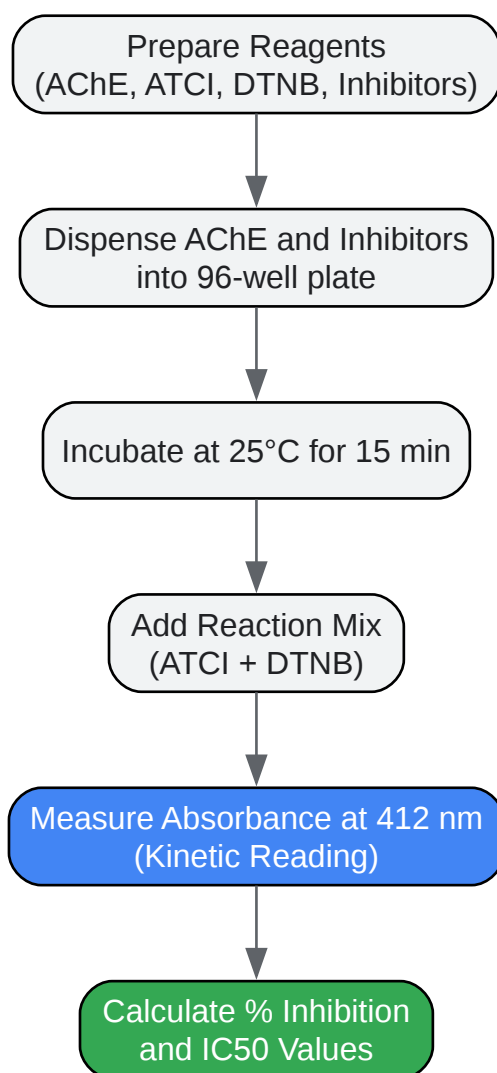 Prepare Reagents
(AChE, ATCI, DTNB, Inhibitors)
Dispense AChE and Inhibitors
into 96-well plate
Incubate at 25°C for 15 min
Add Reaction Mix
(ATCI + DTNB)
Measure Absorbance at 412 nm
(Kinetic Reading)
Calculate % Inhibition
and IC50 Values